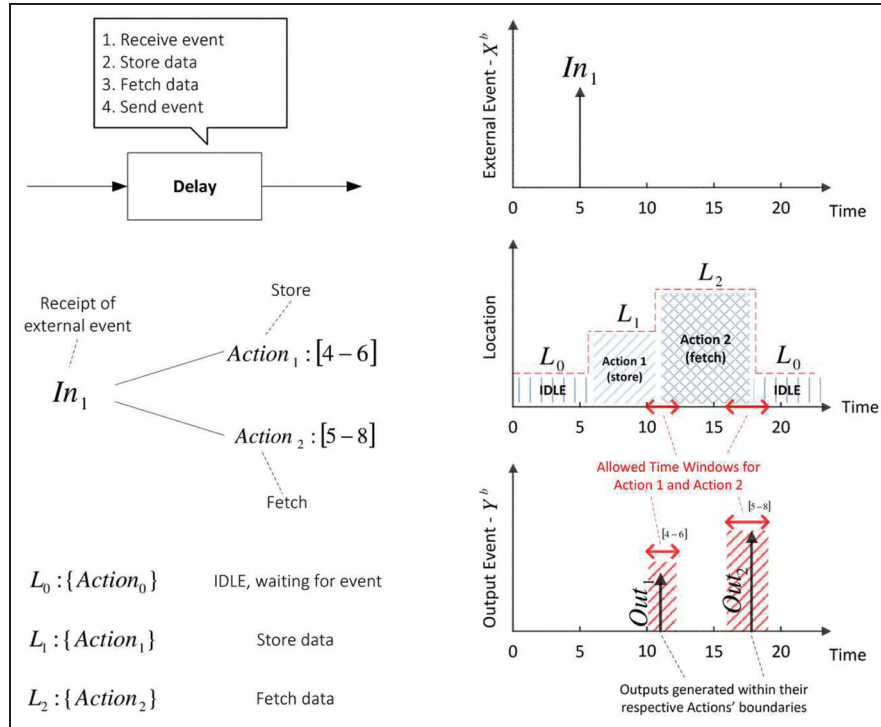 1. Receive event
2. Store data
3. Fetch data
4. Send event
Delay
Receipt of
external event
In₁
Store
Action₁ : [4 – 6]
Action₂ : [5 – 8]
Fetch
L₀ : {Action₀} IDLE, waiting for event
L₁ : {Action₁} Store data
L₂ : {Action₂} Fetch data
External Event - Xᵇ
In₁
0 5 10 15 20 Time
Location
L₀
L₁
L₂
L₀
IDLE
Action 1
(store)
Action 2
(fetch)
IDLE
0 5 10 15 20 Time
Allowed Time Windows for
Action 1 and Action 2
Output Event - Yᵇ
[4 – 6]
[5 – 8]
Out₁
Out₂
0 5 10 15 20 Time
Outputs generated within their
respective Actions' boundaries